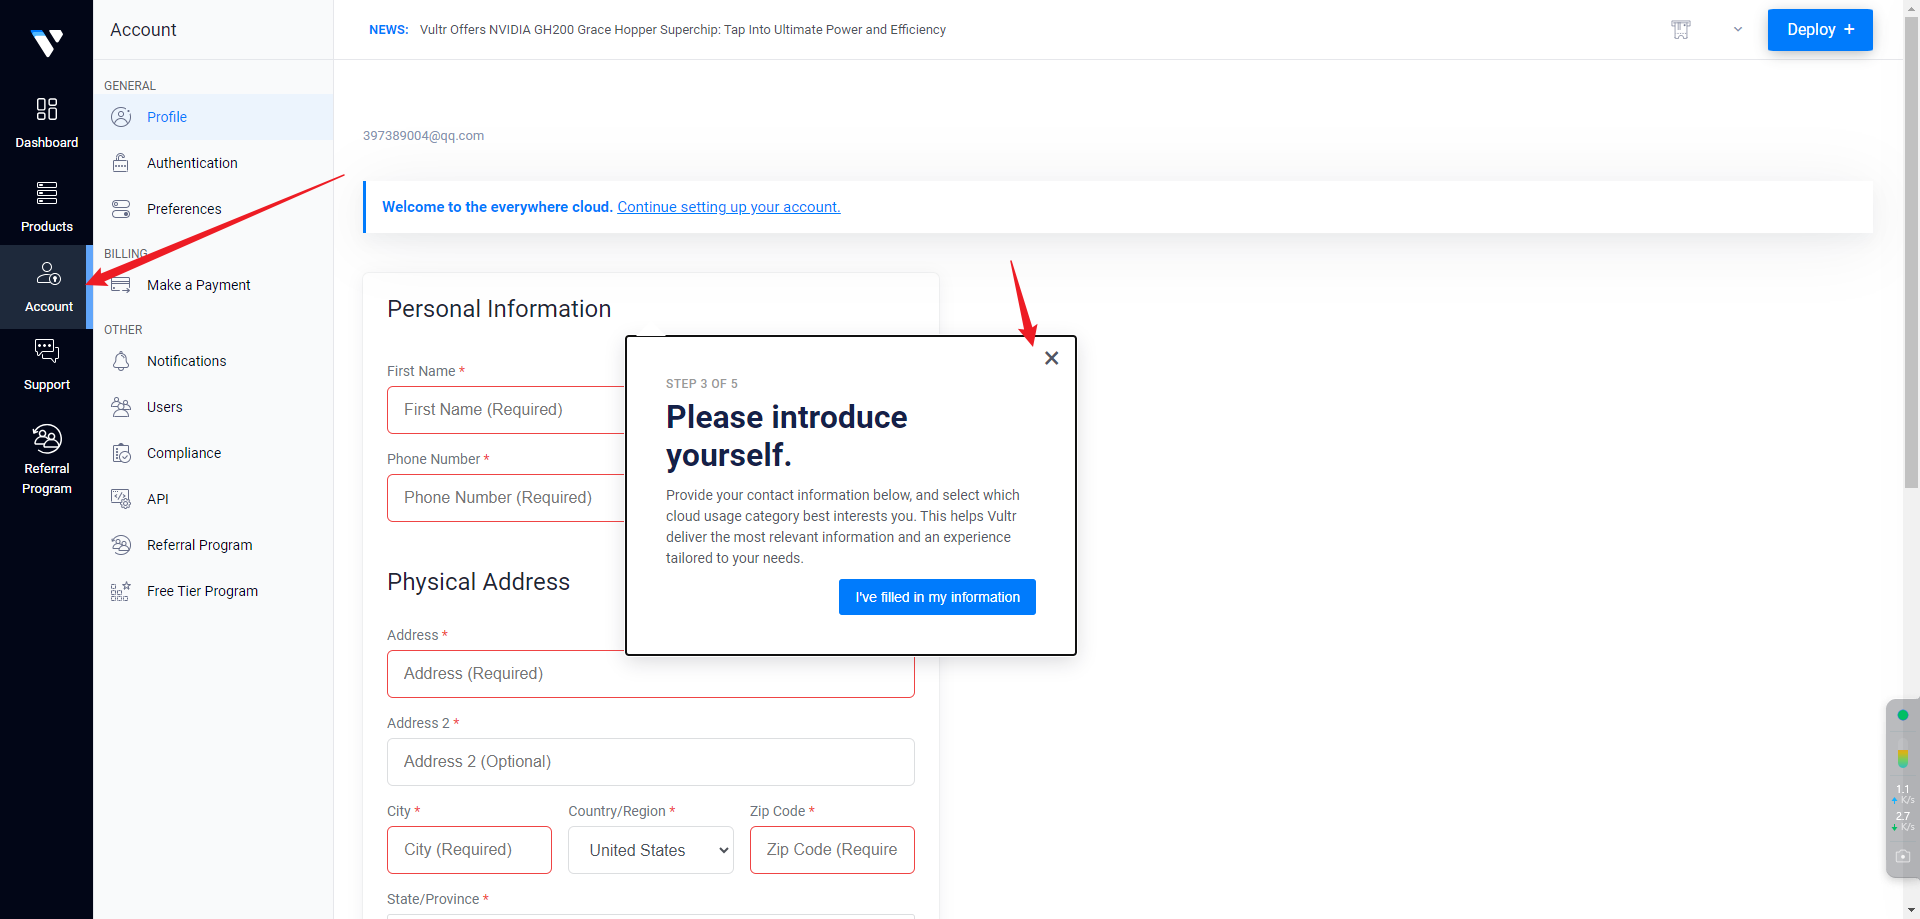 Dashboard
Products
Account
Support
Referral
Program
Account
GENERAL
Profile
Authentication
Preferences
BILLING
Make a Payment
OTHER
Notifications
Users
Compliance
API
Referral Program
Free Tier Program
NEWS: Vultr Offers NVIDIA GH200 Grace Hopper Superchip: Tap Into Ultimate Power and Efficiency
Deploy +
397389004@qq.com
Welcome to the everywhere cloud. Continue setting up your account.
Personal Information
First Name *
First Name (Required)
Phone Number *
Phone Number (Required)
STEP 3 OF 5
Please introduce
yourself.
Provide your contact information below, and select which
cloud usage category best interests you. This helps Vultr
deliver the most relevant information and an experience
tailored to your needs.
I've filled in my information
Physical Address
Address *
Address (Required)
Address 2 *
Address 2 (Optional)
City * Country/Region * Zip Code *
City (Required) United States Zip Code (Require
State/Province *
1.1
K/s
2.7
K/s